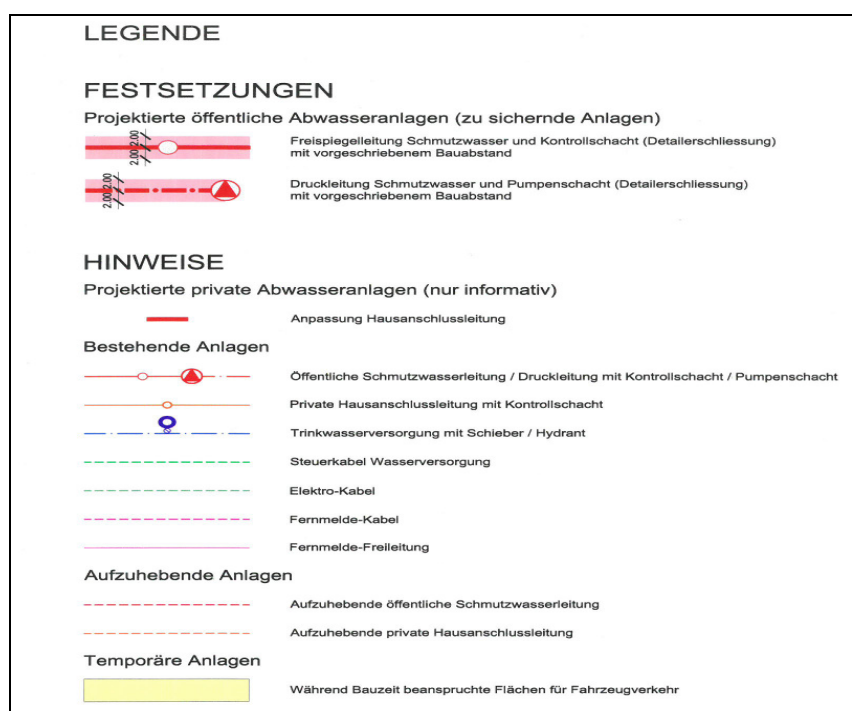 LEGENDE
FESTSETZUNGEN
Projektierte öffentliche Abwasseranlagen (zu sichernde Anlagen)
2.00 2.00
Freispiegelleitung Schmutzwasser und Kontrollschacht (Detailerschliessung)
mit vorgeschriebenem Bauabstand
2.00 2.00
Druckleitung Schmutzwasser und Pumpenschacht (Detailerschliessung)
mit vorgeschriebenem Bauabstand
HINWEISE
Projektierte private Abwasseranlagen (nur informativ)
Anpassung Hausanschlussleitung
Bestehende Anlagen
Öffentliche Schmutzwasserleitung / Druckleitung mit Kontrollschacht / Pumpenschacht
Private Hausanschlussleitung mit Kontrollschacht
Trinkwasserversorgung mit Schieber / Hydrant
Steuerkabel Wasserversorgung
Elektro-Kabel
Fernmelde-Kabel
Fernmelde-Freileitung
Aufzuhebende Anlagen
Aufzuhebende öffentliche Schmutzwasserleitung
Aufzuhebende private Hausanschlussleitung
Temporäre Anlagen
Während Bauzeit beanspruchte Flächen für Fahrzeugverkehr